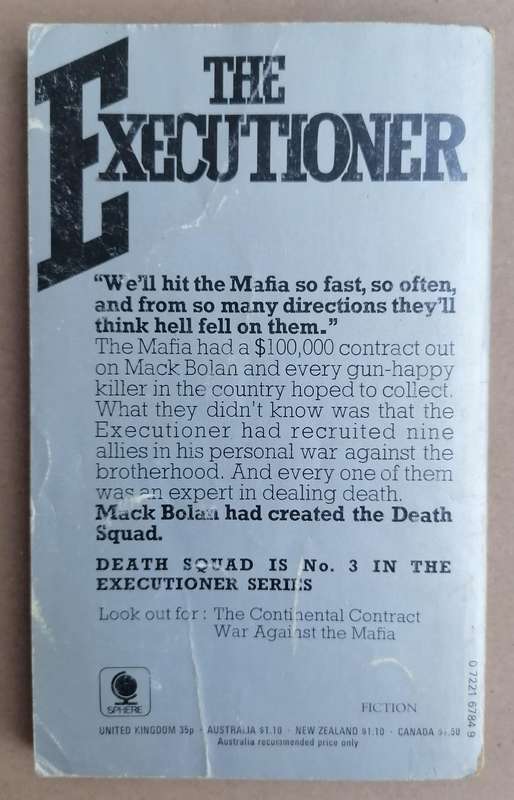 THE
EXECUTIONER
“We’ll hit the Mafia so fast, so often,
and from so many directions they’ll
think hell fell on them.”
The Mafia had a $100,000 contract out
on Mack Bolan and every gun-happy
killer in the country hoped to collect.
What they didn’t know was that the
Executioner had recruited nine
allies in his personal war against the
brotherhood. And every one of them
was an expert in dealing death.
Mack Bolan had created the Death
Squad.
DEATH SQUAD IS No. 3 IN THE
EXECUTIONER SERIES
Look out for : The Continental Contract
War Against the Mafia
SPHERE
FICTION
UNITED KINGDOM 35p · AUSTRALIA $1.10 · NEW ZEALAND $1.10 · CANADA $1.50
Australia recommended price only
0 7221 6784 9